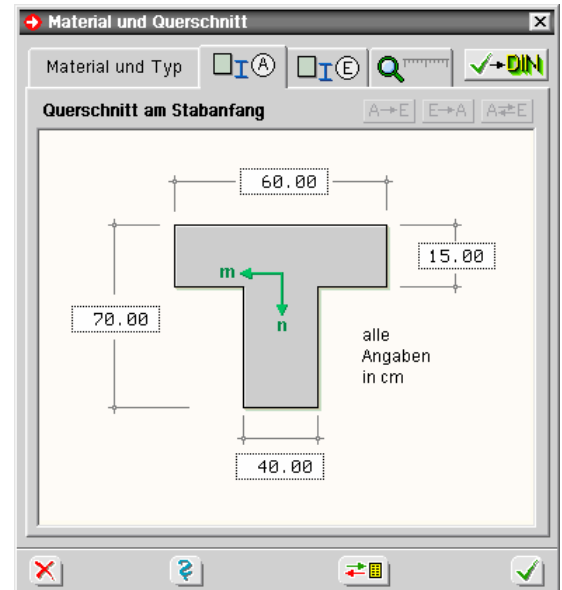 Material und Querschnitt
Material und Typ A E DIN
Querschnitt am Stabanfang A→E E→A A⇄E
60.00
15.00
m
70.00
n
alle
Angaben
in cm
40.00